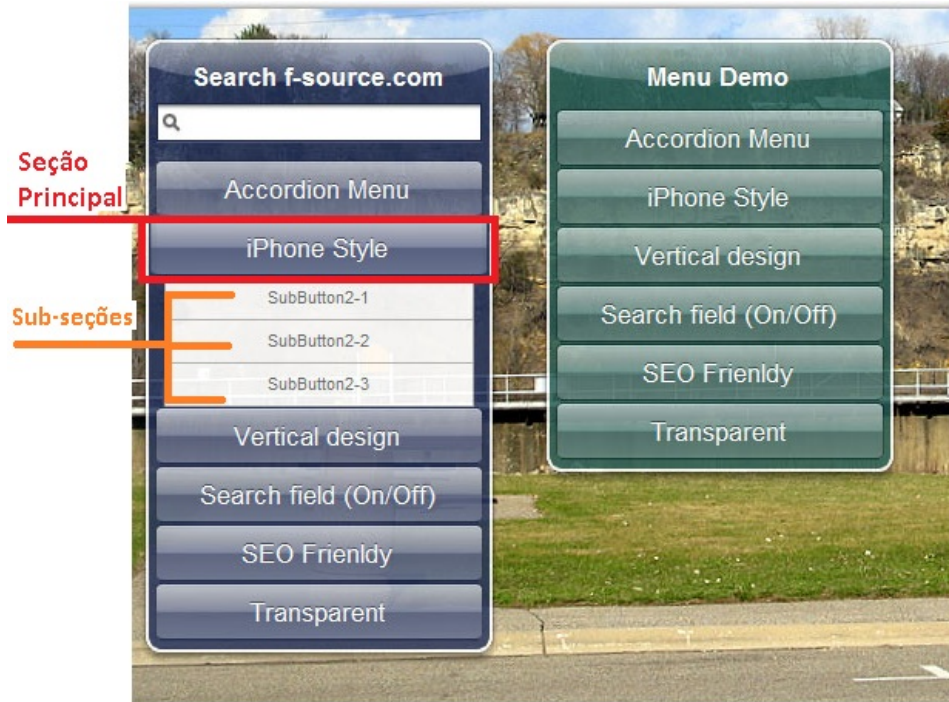 Search f-source.com
Seção
Principal
Accordion Menu
iPhone Style
Sub-seções
SubButton2-1
SubButton2-2
SubButton2-3
Vertical design
Search field (On/Off)
SEO Frienldy
Transparent
Menu Demo
Accordion Menu
iPhone Style
Vertical design
Search field (On/Off)
SEO Frienldy
Transparent